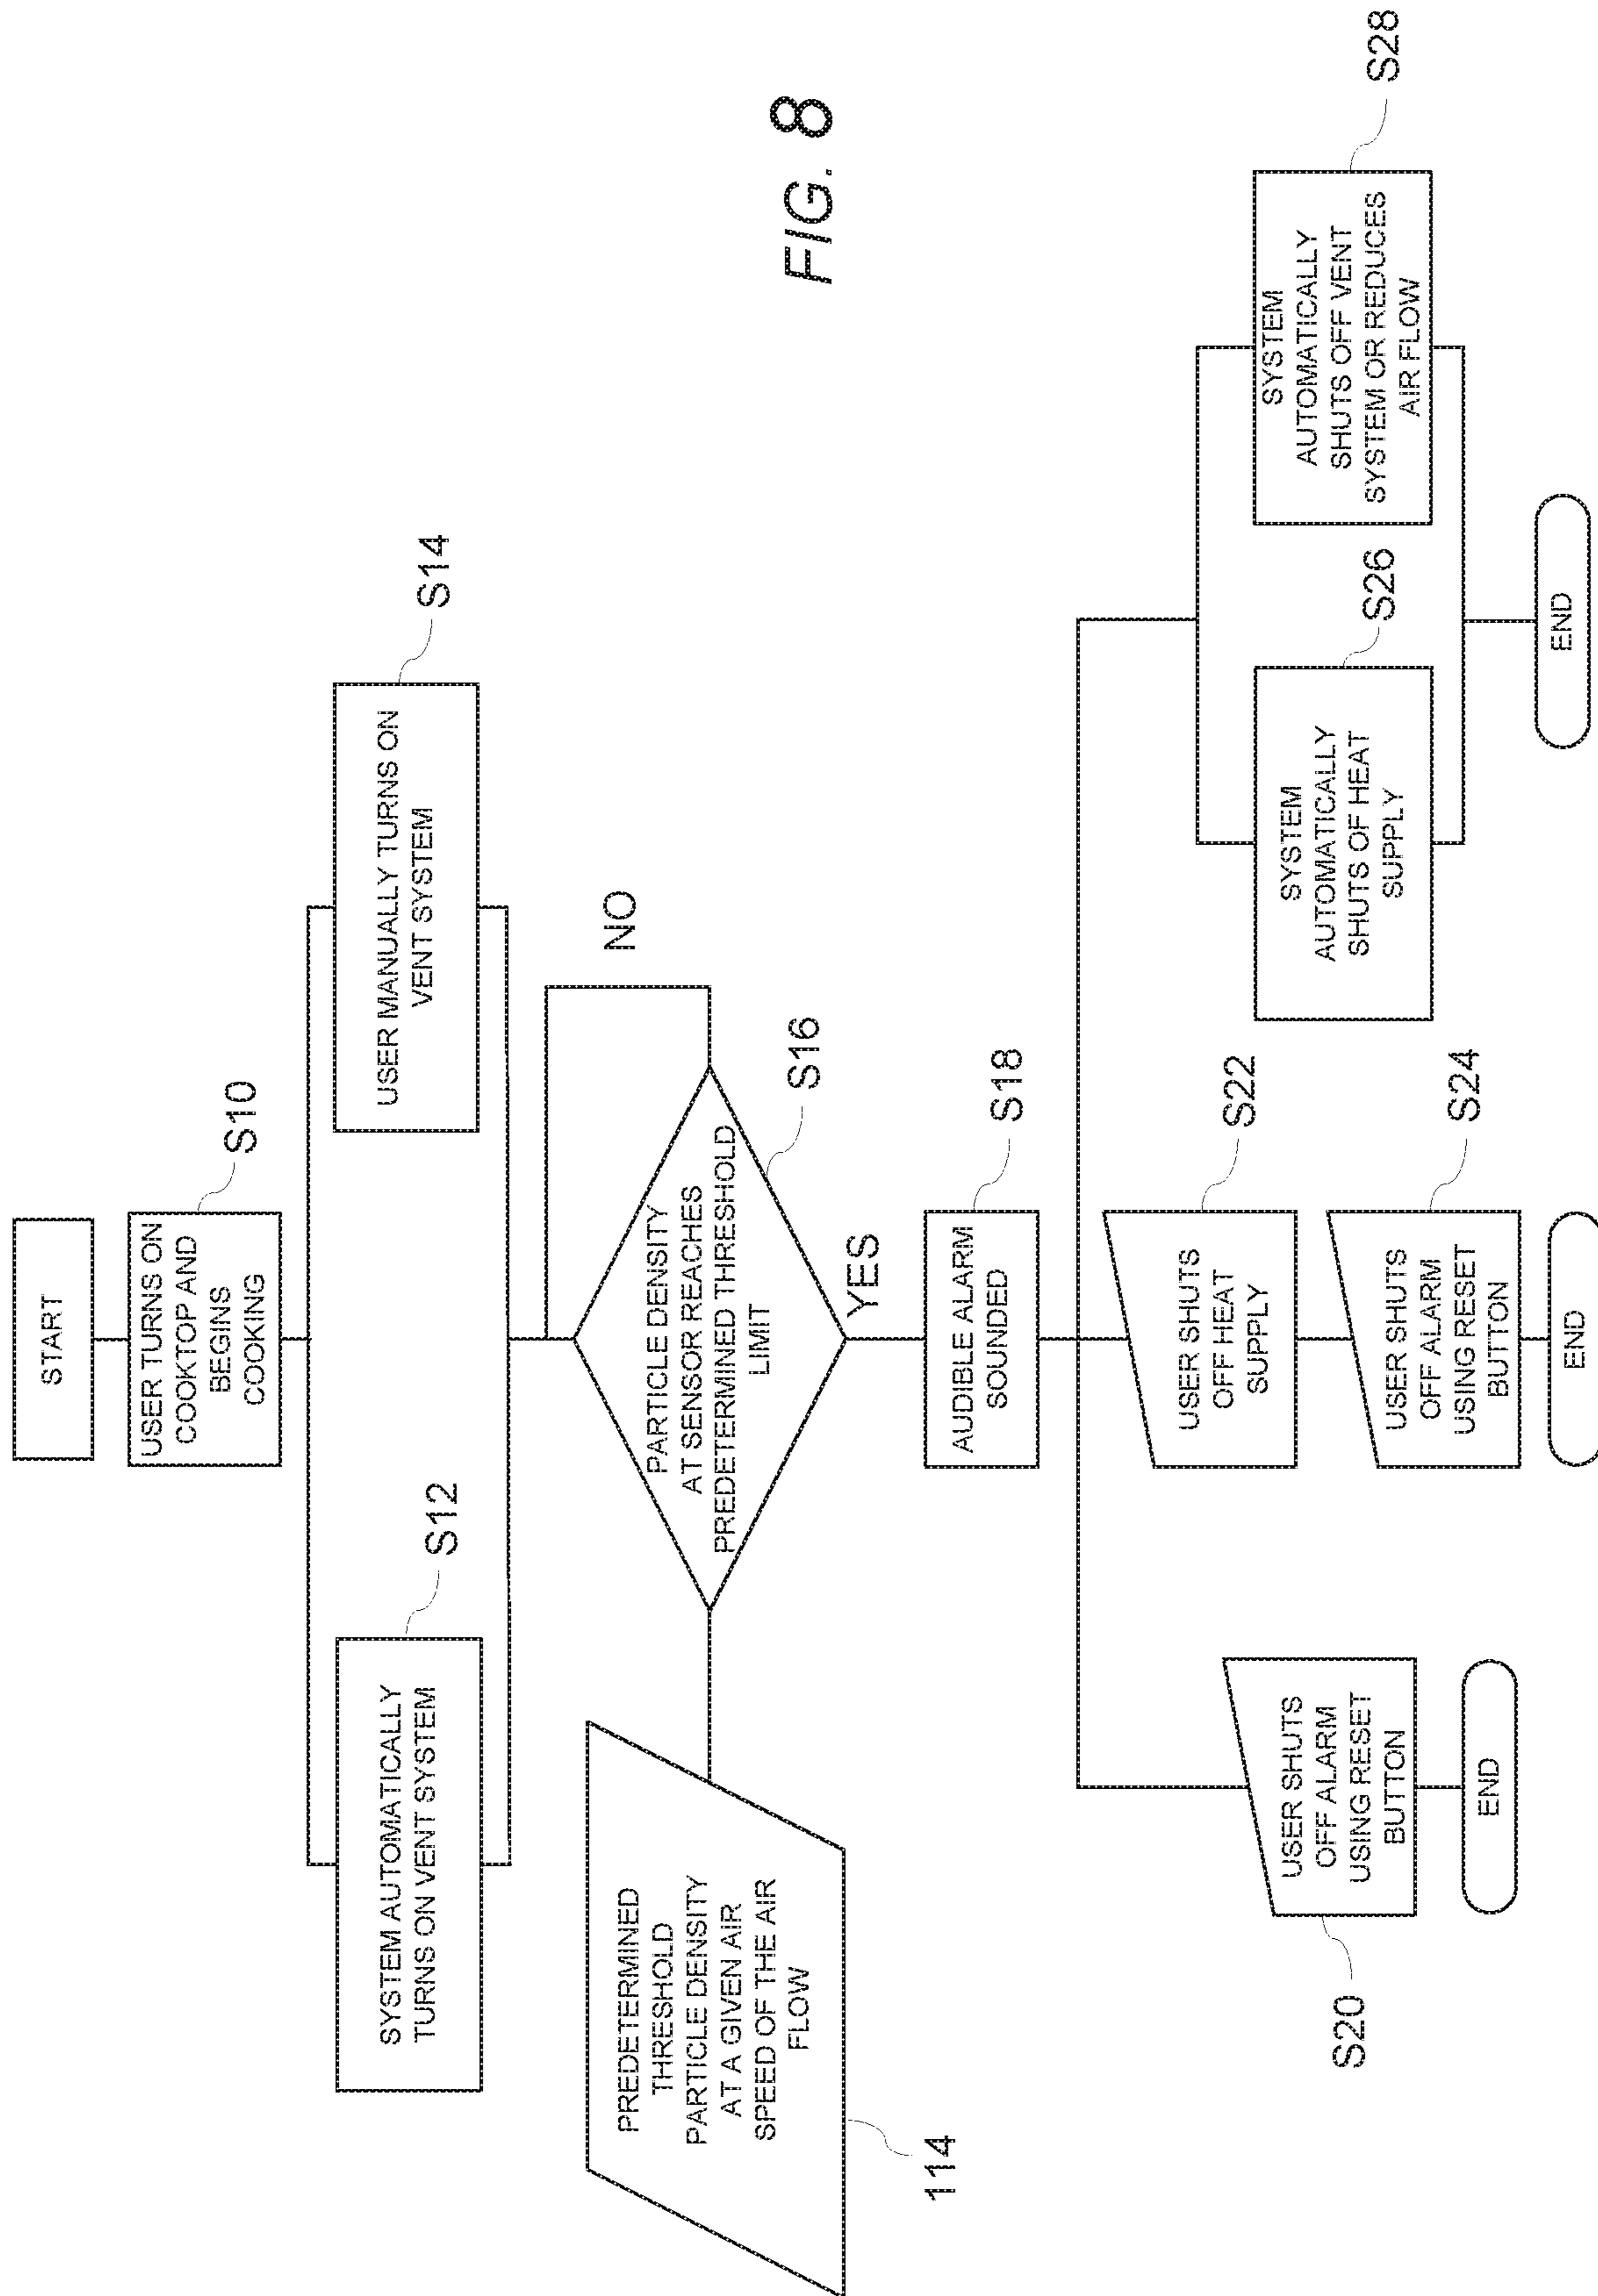 START
USER TURNS ON
COOKTOP AND
BEGINS
COOKING
S10
SYSTEM AUTOMATICALLY
TURNS ON VENT SYSTEM
S12
USER MANUALLY TURNS ON
VENT SYSTEM
S14
NO
PREDETERMINED
THRESHOLD
PARTICLE DENSITY
AT A GIVEN AIR
SPEED OF THE AIR
FLOW
114
PARTICLE DENSITY
AT SENSOR REACHES
PREDETERMINED THRESHOLD
LIMIT
S16
YES
AUDIBLE ALARM
SOUNDED
S18
USER SHUTS
OFF ALARM
USING RESET
BUTTON
S20
END
USER SHUTS
OFF HEAT
SUPPLY
S22
USER SHUTS
OFF ALARM
USING RESET
BUTTON
S24
END
SYSTEM
AUTOMATICALLY
SHUTS OF HEAT
SUPPLY
S26
SYSTEM
AUTOMATICALLY
SHUTS OFF VENT
SYSTEM OR REDUCES
AIR FLOW
S28
END
FIG. 8